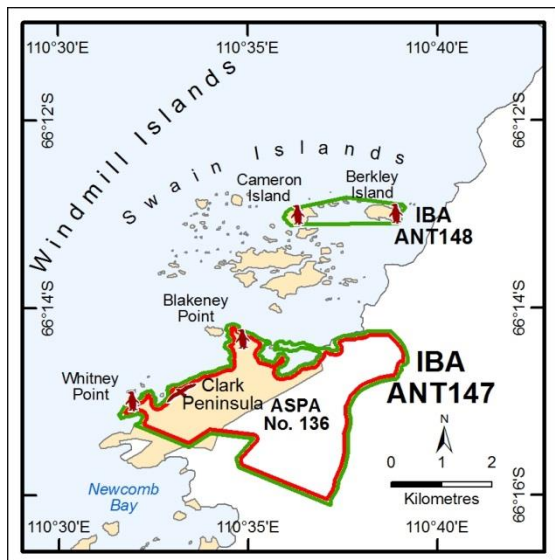 110°30'E
110°35'E
110°40'E
66°12'S
66°12'S
Windmill Islands
Swain Islands
Cameron
Island
Berkley
Island
IBA
ANT148
66°14'S
66°14'S
Blakeney
Point
IBA
ANT147
Whitney
Point
Clark
Peninsula
ASPA
No. 136
N
0 1 2
Kilometres
Newcomb
Bay
66°16'S
66°16'S
110°30'E
110°35'E
110°40'E